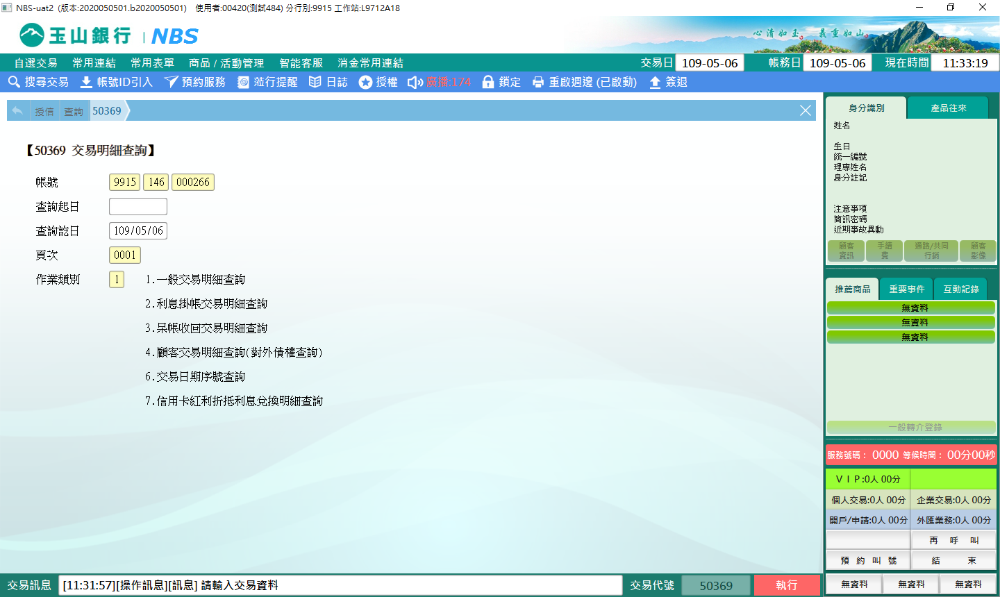 NBS-uat2 (版本:2020050501.b2020050501) 使用者:00420(測試484) 分行別:9915 工作站:L9712A18
玉山銀行 | NBS
心清如玉。義重如山。
自選交易 常用連結 常用表單 商品 / 活動管理 智能客服 消金常用連結 交易日 109-05-06 帳務日 109-05-06 現在時間 11:33:19
搜尋交易 帳號ID引入 預約服務 蒞行提醒 日誌 授權 廣播:174 鎖定 重啟週邊 (已啟動) 簽退
授信 查詢 50369
【50369 交易明細查詢】
帳號 9915 146 000266
查詢起日
查詢訖日 109/05/06
頁次 0001
作業類別 1 1.一般交易明細查詢
2.利息掛帳交易明細查詢
3.呆帳收回交易明細查詢
4.顧客交易明細查詢(對外債權查詢)
6.交易日期序號查詢
7.信用卡紅利折抵利息兌換明細查詢
身分識別 產品往來
姓名
生日
統一編號
理專姓名
身分註記
注意事項
簡訊密碼
近期事故異動
顧客資訊 手續費 通路/共同行銷 顧客影像
推薦商品 重要事件 互動記錄
無資料
無資料
無資料
一般轉介登錄
服務號碼: 0000 等候時間: 00分00秒
ＶＩＰ:0人 00分
個人交易:0人 00分 企業交易:0人 00分
開戶/申請:0人 00分 外匯業務:0人 00分
再 呼 叫
預 約 叫 號 結 束
無資料 無資料 無資料
交易訊息 [11:31:57][操作訊息][訊息] 請輸入交易資料 交易代號 50369 執行